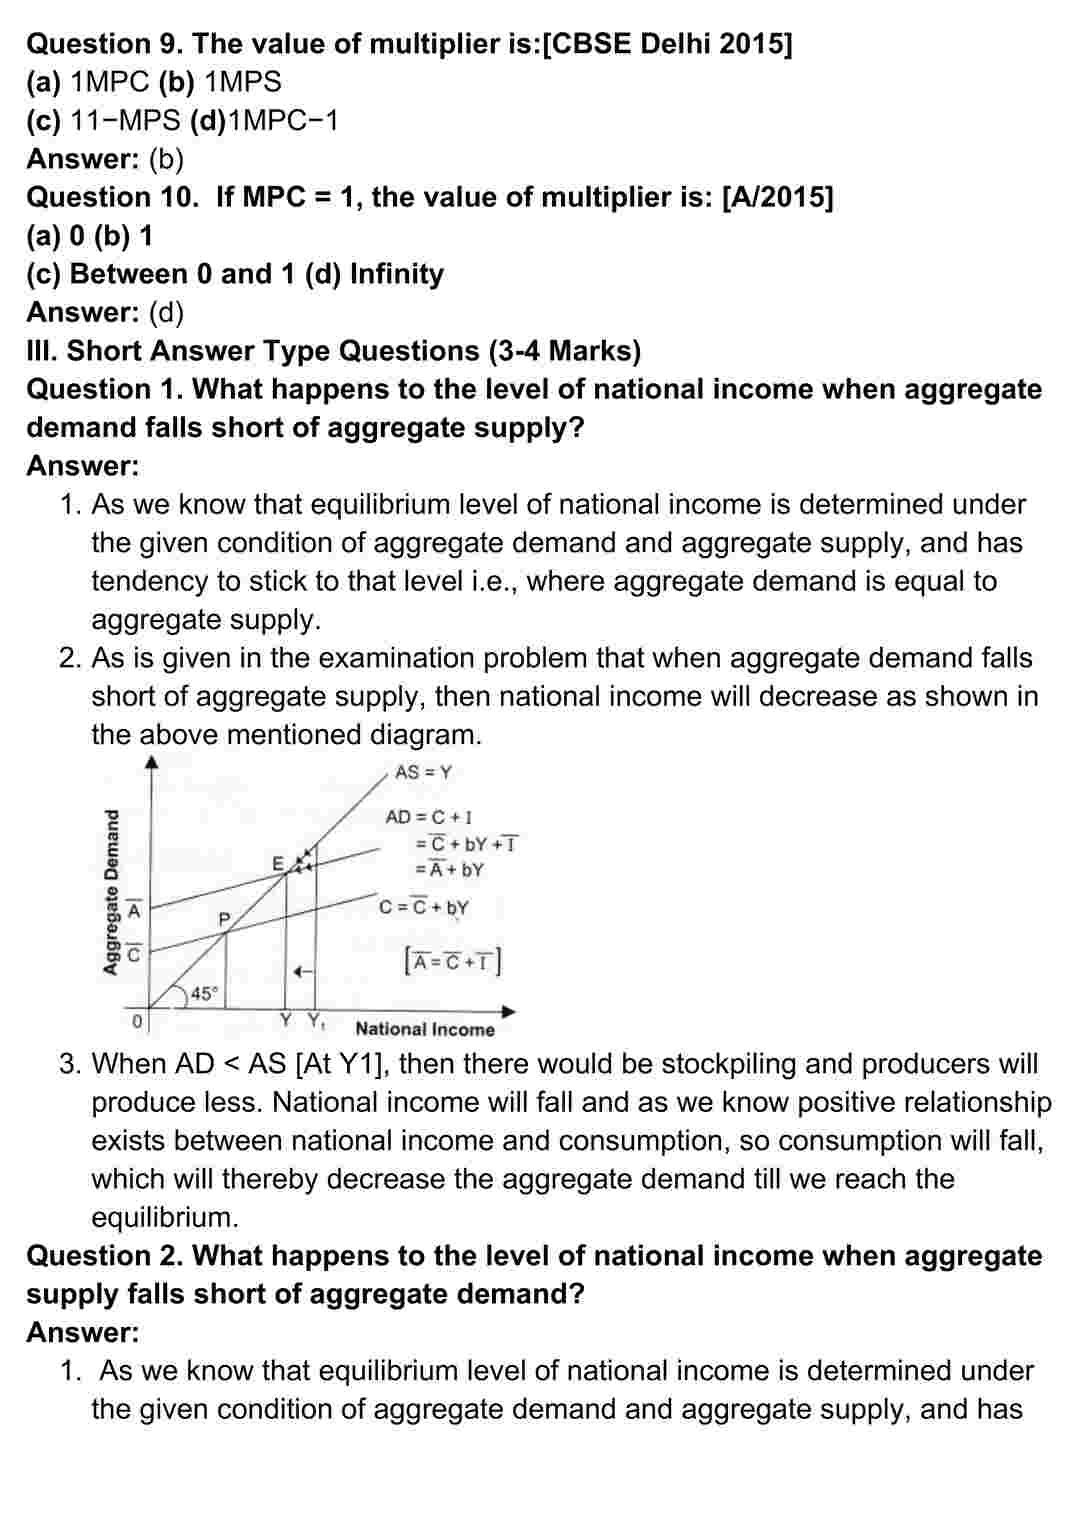 Question 9. The value of multiplier is:[CBSE Delhi 2015]
(a) 1MPC (b) 1MPS
(c) 11−MPS (d)1MPC−1
Answer: (b)
Question 10.  If MPC = 1, the value of multiplier is: [A/2015]
(a) 0 (b) 1
(c) Between 0 and 1 (d) Infinity
Answer: (d)
III. Short Answer Type Questions (3-4 Marks)
Question 1. What happens to the level of national income when aggregate
demand falls short of aggregate supply?
Answer:
1. As we know that equilibrium level of national income is determined under
the given condition of aggregate demand and aggregate supply, and has
tendency to stick to that level i.e., where aggregate demand is equal to
aggregate supply.
2. As is given in the examination problem that when aggregate demand falls
short of aggregate supply, then national income will decrease as shown in
the above mentioned diagram.
AS = Y
AD = C + I
= C̅ + bY + I̅
= A̅ + bY
C = C̅ + bY
[A̅ = C̅ + I̅]
Aggregate Demand
A̅
C̅
E
P
45°
0
Y Y₁
National Income
3. When AD < AS [At Y1], then there would be stockpiling and producers will
produce less. National income will fall and as we know positive relationship
exists between national income and consumption, so consumption will fall,
which will thereby decrease the aggregate demand till we reach the
equilibrium.
Question 2. What happens to the level of national income when aggregate
supply falls short of aggregate demand?
Answer:
1.  As we know that equilibrium level of national income is determined under
the given condition of aggregate demand and aggregate supply, and has